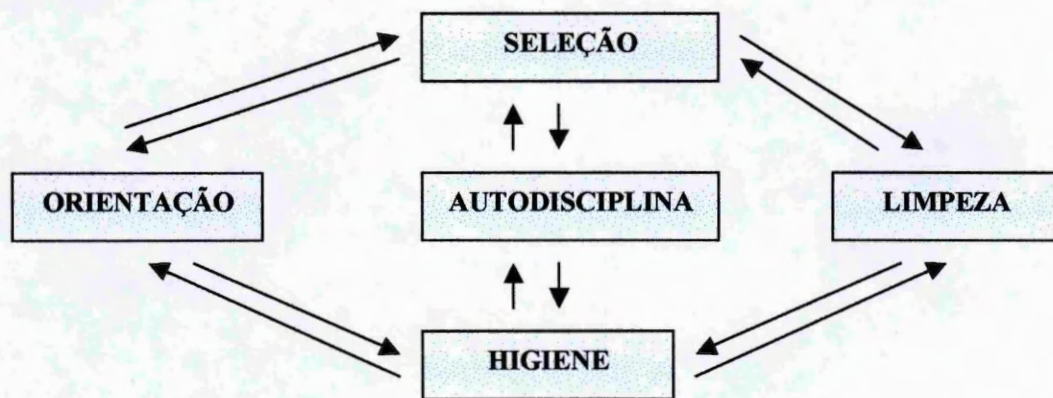 SELEÇÃO
ORIENTAÇÃO
AUTODISCIPLINA
LIMPEZA
HIGIENE